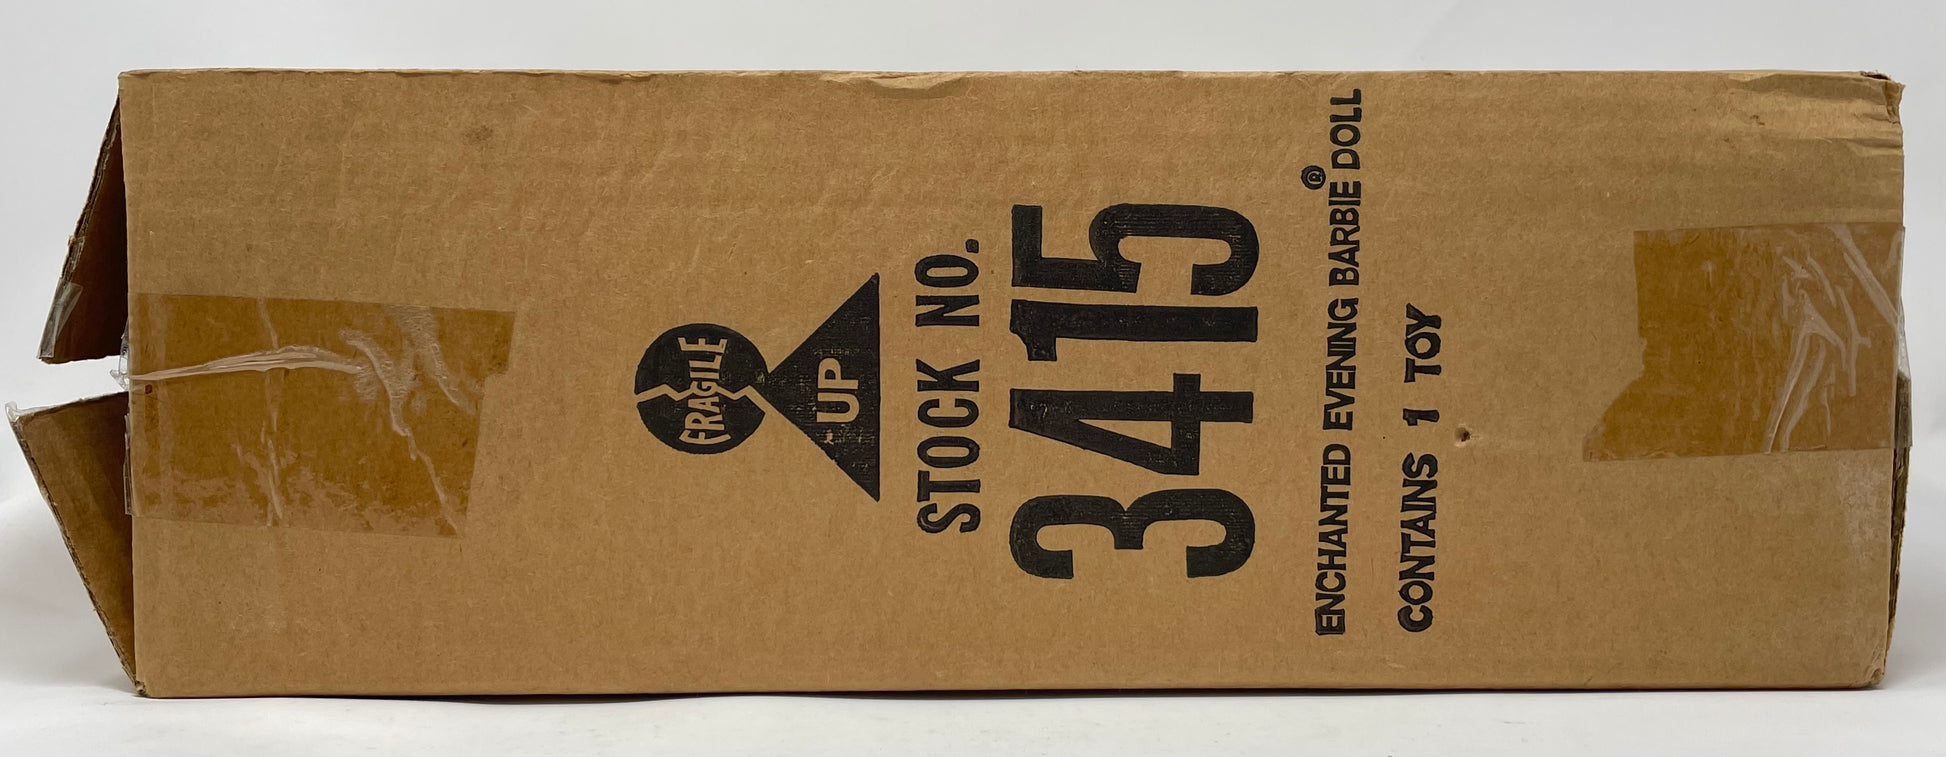 FRAGILE
UP
STOCK NO.
3415
ENCHANTED EVENING BARBIE® DOLL
CONTAINS 1 TOY